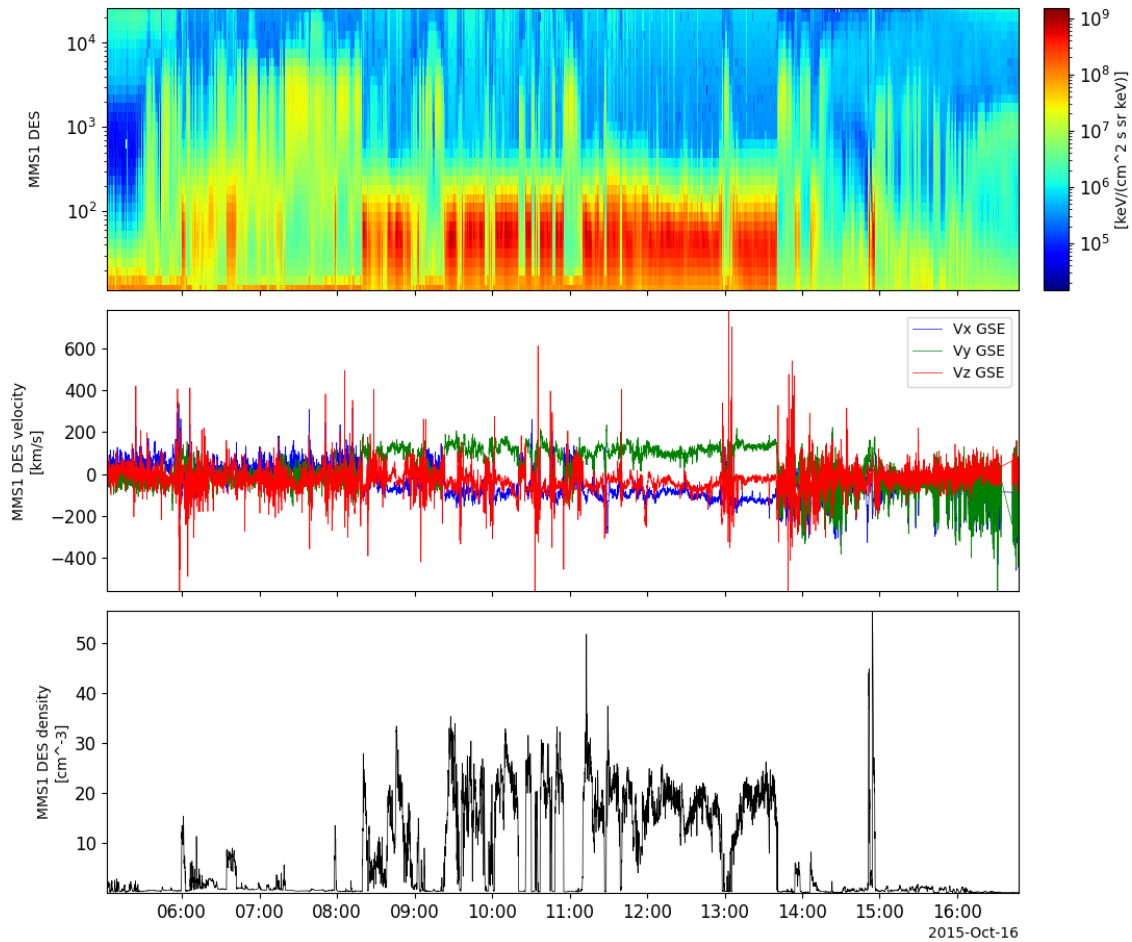 MMS1 DES
10^4
10^3
10^2
10^9
10^8
10^7
10^6
10^5
[keV/(cm^2 s sr keV)]
MMS1 DES velocity
[km/s]
600
400
200
0
−200
−400
Vx GSE
Vy GSE
Vz GSE
MMS1 DES density
[cm^-3]
50
40
30
20
10
06:00 07:00 08:00 09:00 10:00 11:00 12:00 13:00 14:00 15:00 16:00
2015-Oct-16